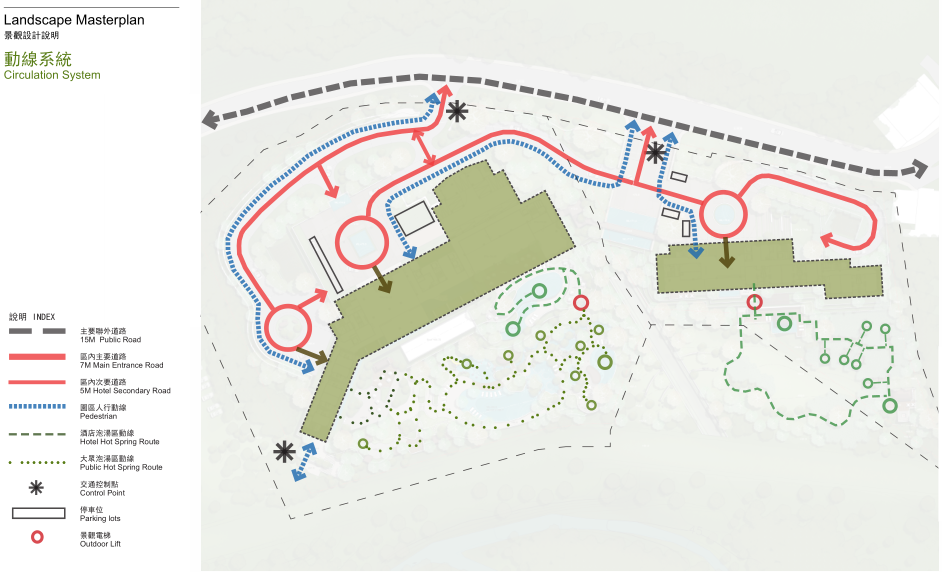 Landscape Masterplan
景觀設計說明
動線系統
Circulation System
說明 INDEX
主要聯外道路
15M Public Road
區內主要道路
7M Main Entrance Road
區內次要道路
5M Hotel Secondary Road
園區人行動線
Pedestrian
酒店泡湯區動線
Hotel Hot Spring Route
大眾泡湯區動線
Public Hot Spring Route
交通控制點
Control Point
停車位
Parking lots
景觀電梯
Outdoor Lift